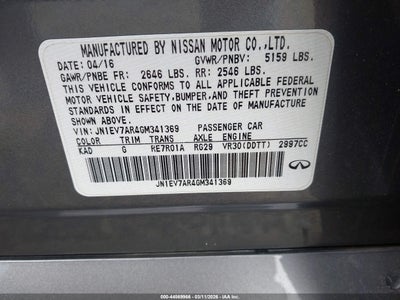 MANUFACTURED BY NISSAN MOTOR CO.,LTD.
DATE 04/16 GVWR/PNBV: 5159 LBS.
GAWR/PNBE FR: 2646 LBS. RR: 2546 LBS.
THIS VEHICLE CONFORMS TO ALL APPLICABLE FEDERAL
MOTOR VEHICLE SAFETY,BUMPER,AND THEFT PREVENTION
STANDARDS IN EFFECT ON THE DATE OF MANUFACTURE
SHOWN ABOVE.
VIN: JN1EV7AR4GM341369 PASSENGER CAR
COLOR TRIM TRANS AXLE ENGINE
KAD G RE7R01A RG29 VR30(DDTT) 2997CC
JN1EV7AR4GM341369
INFINITI